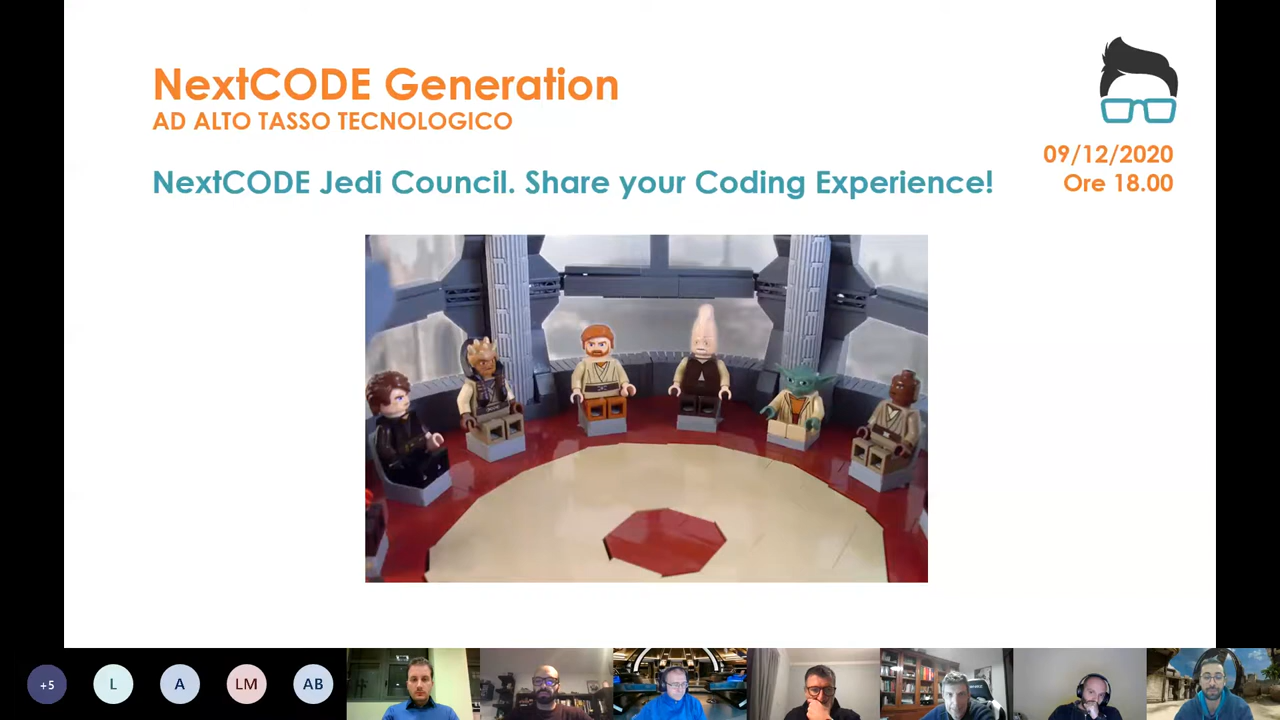 NextCODE Generation
AD ALTO TASSO TECNOLOGICO
09/12/2020
Ore 18.00
NextCODE Jedi Council. Share your Coding Experience!
+5
L
A
LM
AB